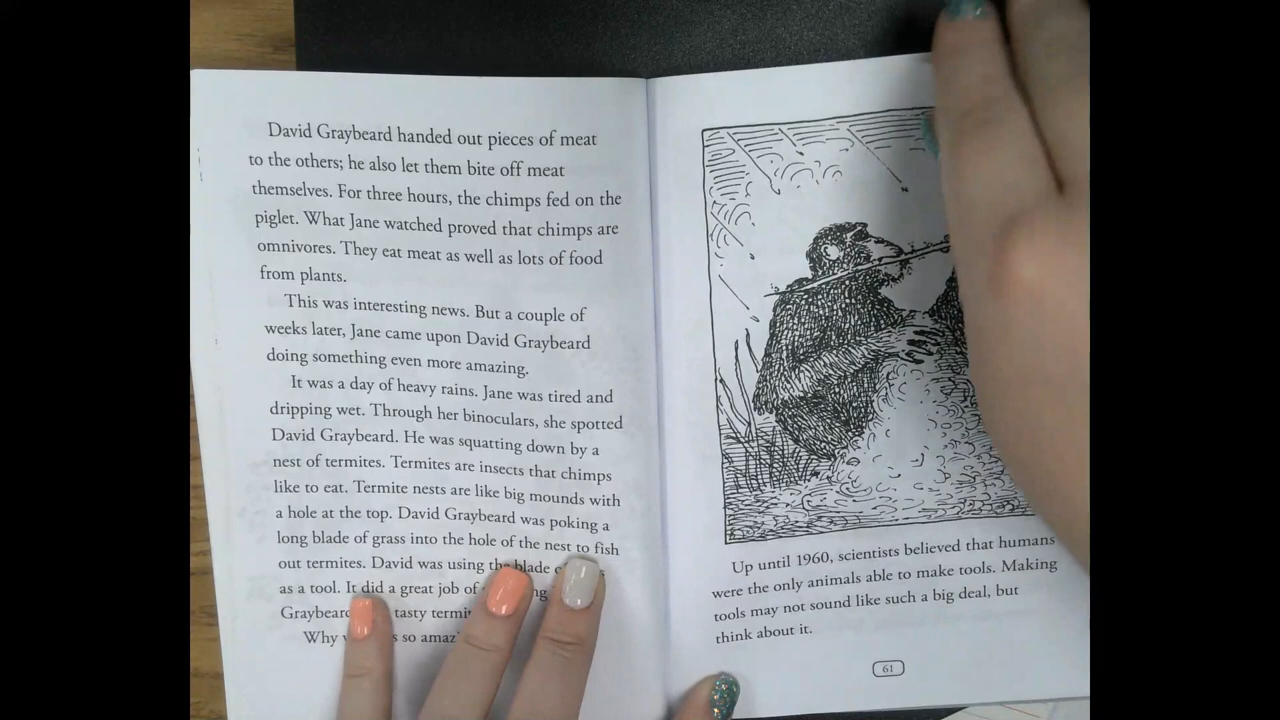 David Graybeard handed out pieces of meat
to the others; he also let them bite off meat
themselves. For three hours, the chimps fed on the
piglet. What Jane watched proved that chimps are
omnivores. They eat meat as well as lots of food
from plants.
This was interesting news. But a couple of
weeks later, Jane came upon David Graybeard
doing something even more amazing.
It was a day of heavy rains. Jane was tired and
dripping wet. Through her binoculars, she spotted
David Graybeard. He was squatting down by a
nest of termites. Termites are insects that chimps
like to eat. Termite nests are like big mounds with
a hole at the top. David Graybeard was poking a
long blade of grass into the hole of the nest to fish
out termites. David was using the blade
as a tool. It did a great job of
Graybeard tasty
Why so
Up until 1960, scientists believed that humans
were the only animals able to make tools. Making
tools may not sound like such a big deal, but
think about it.
61